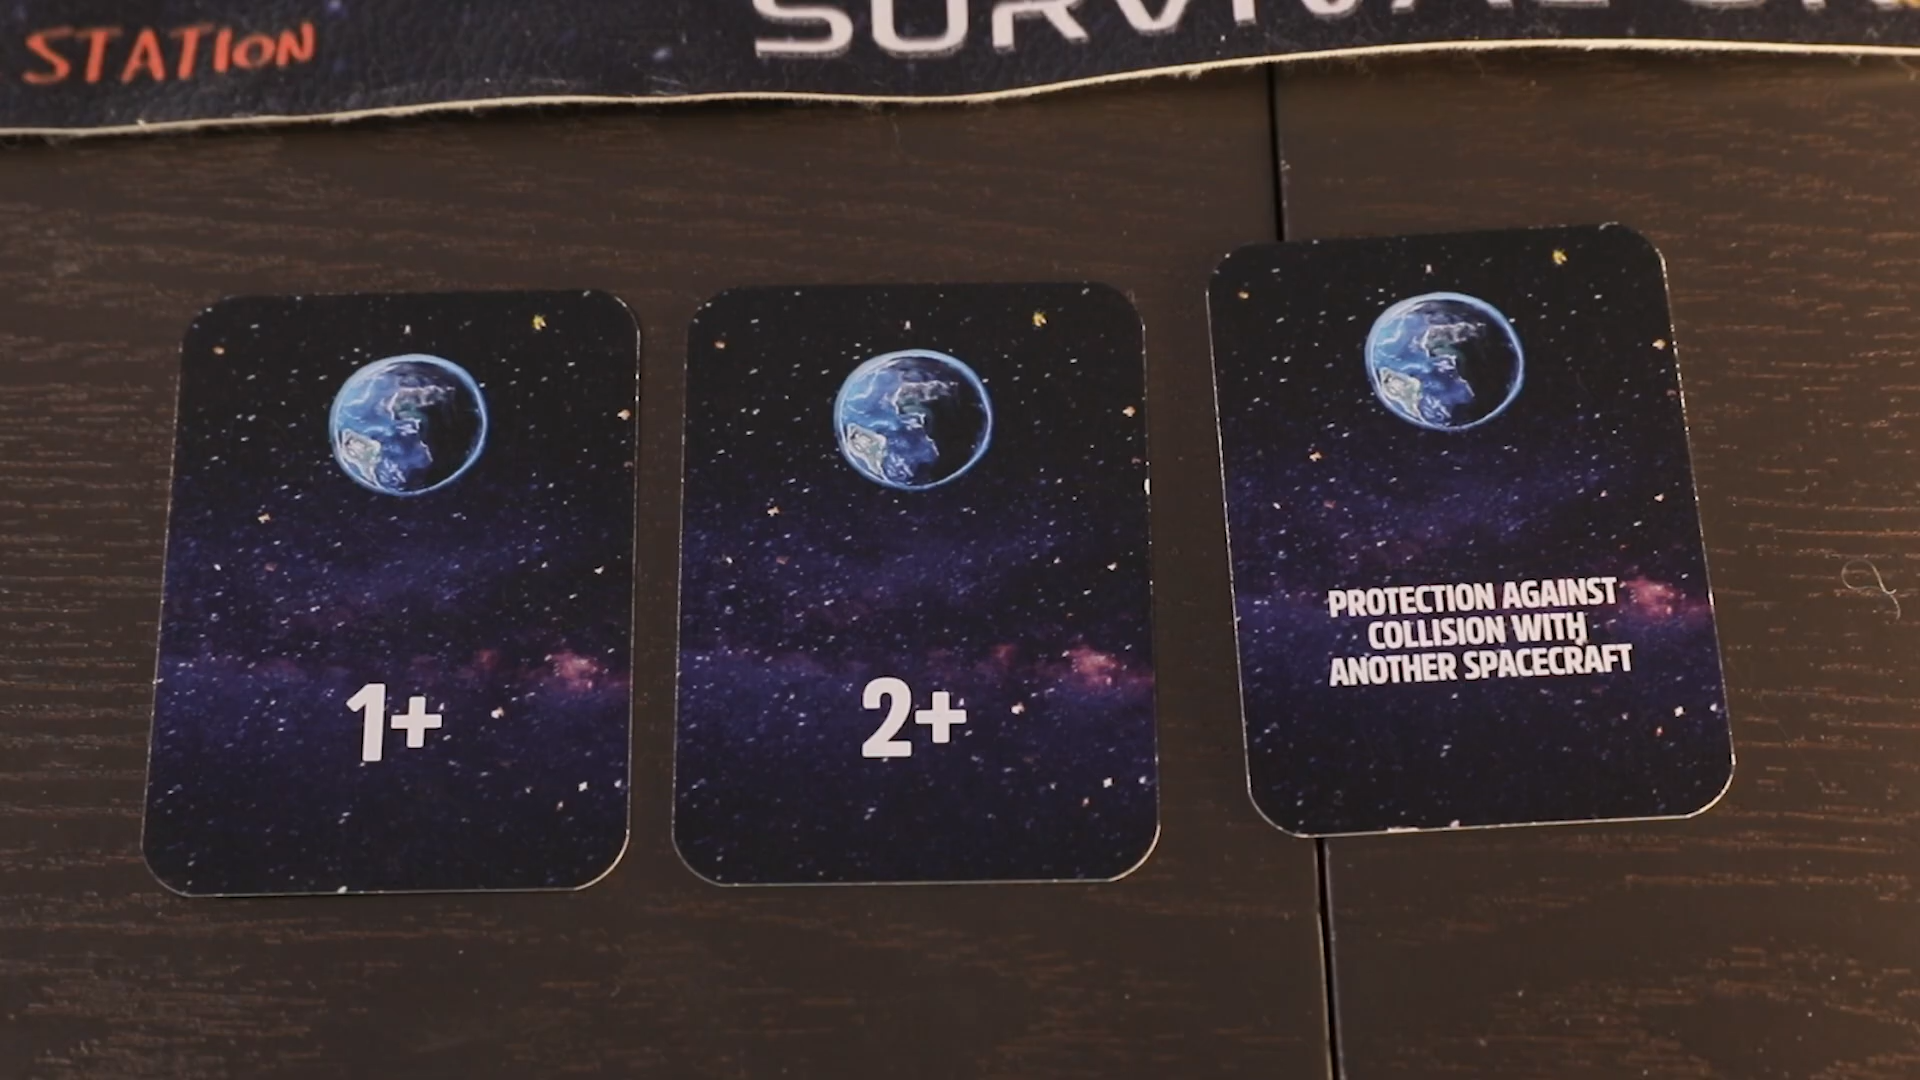 STATION
1+
2+
PROTECTION AGAINST
COLLISION WITH
ANOTHER SPACECRAFT